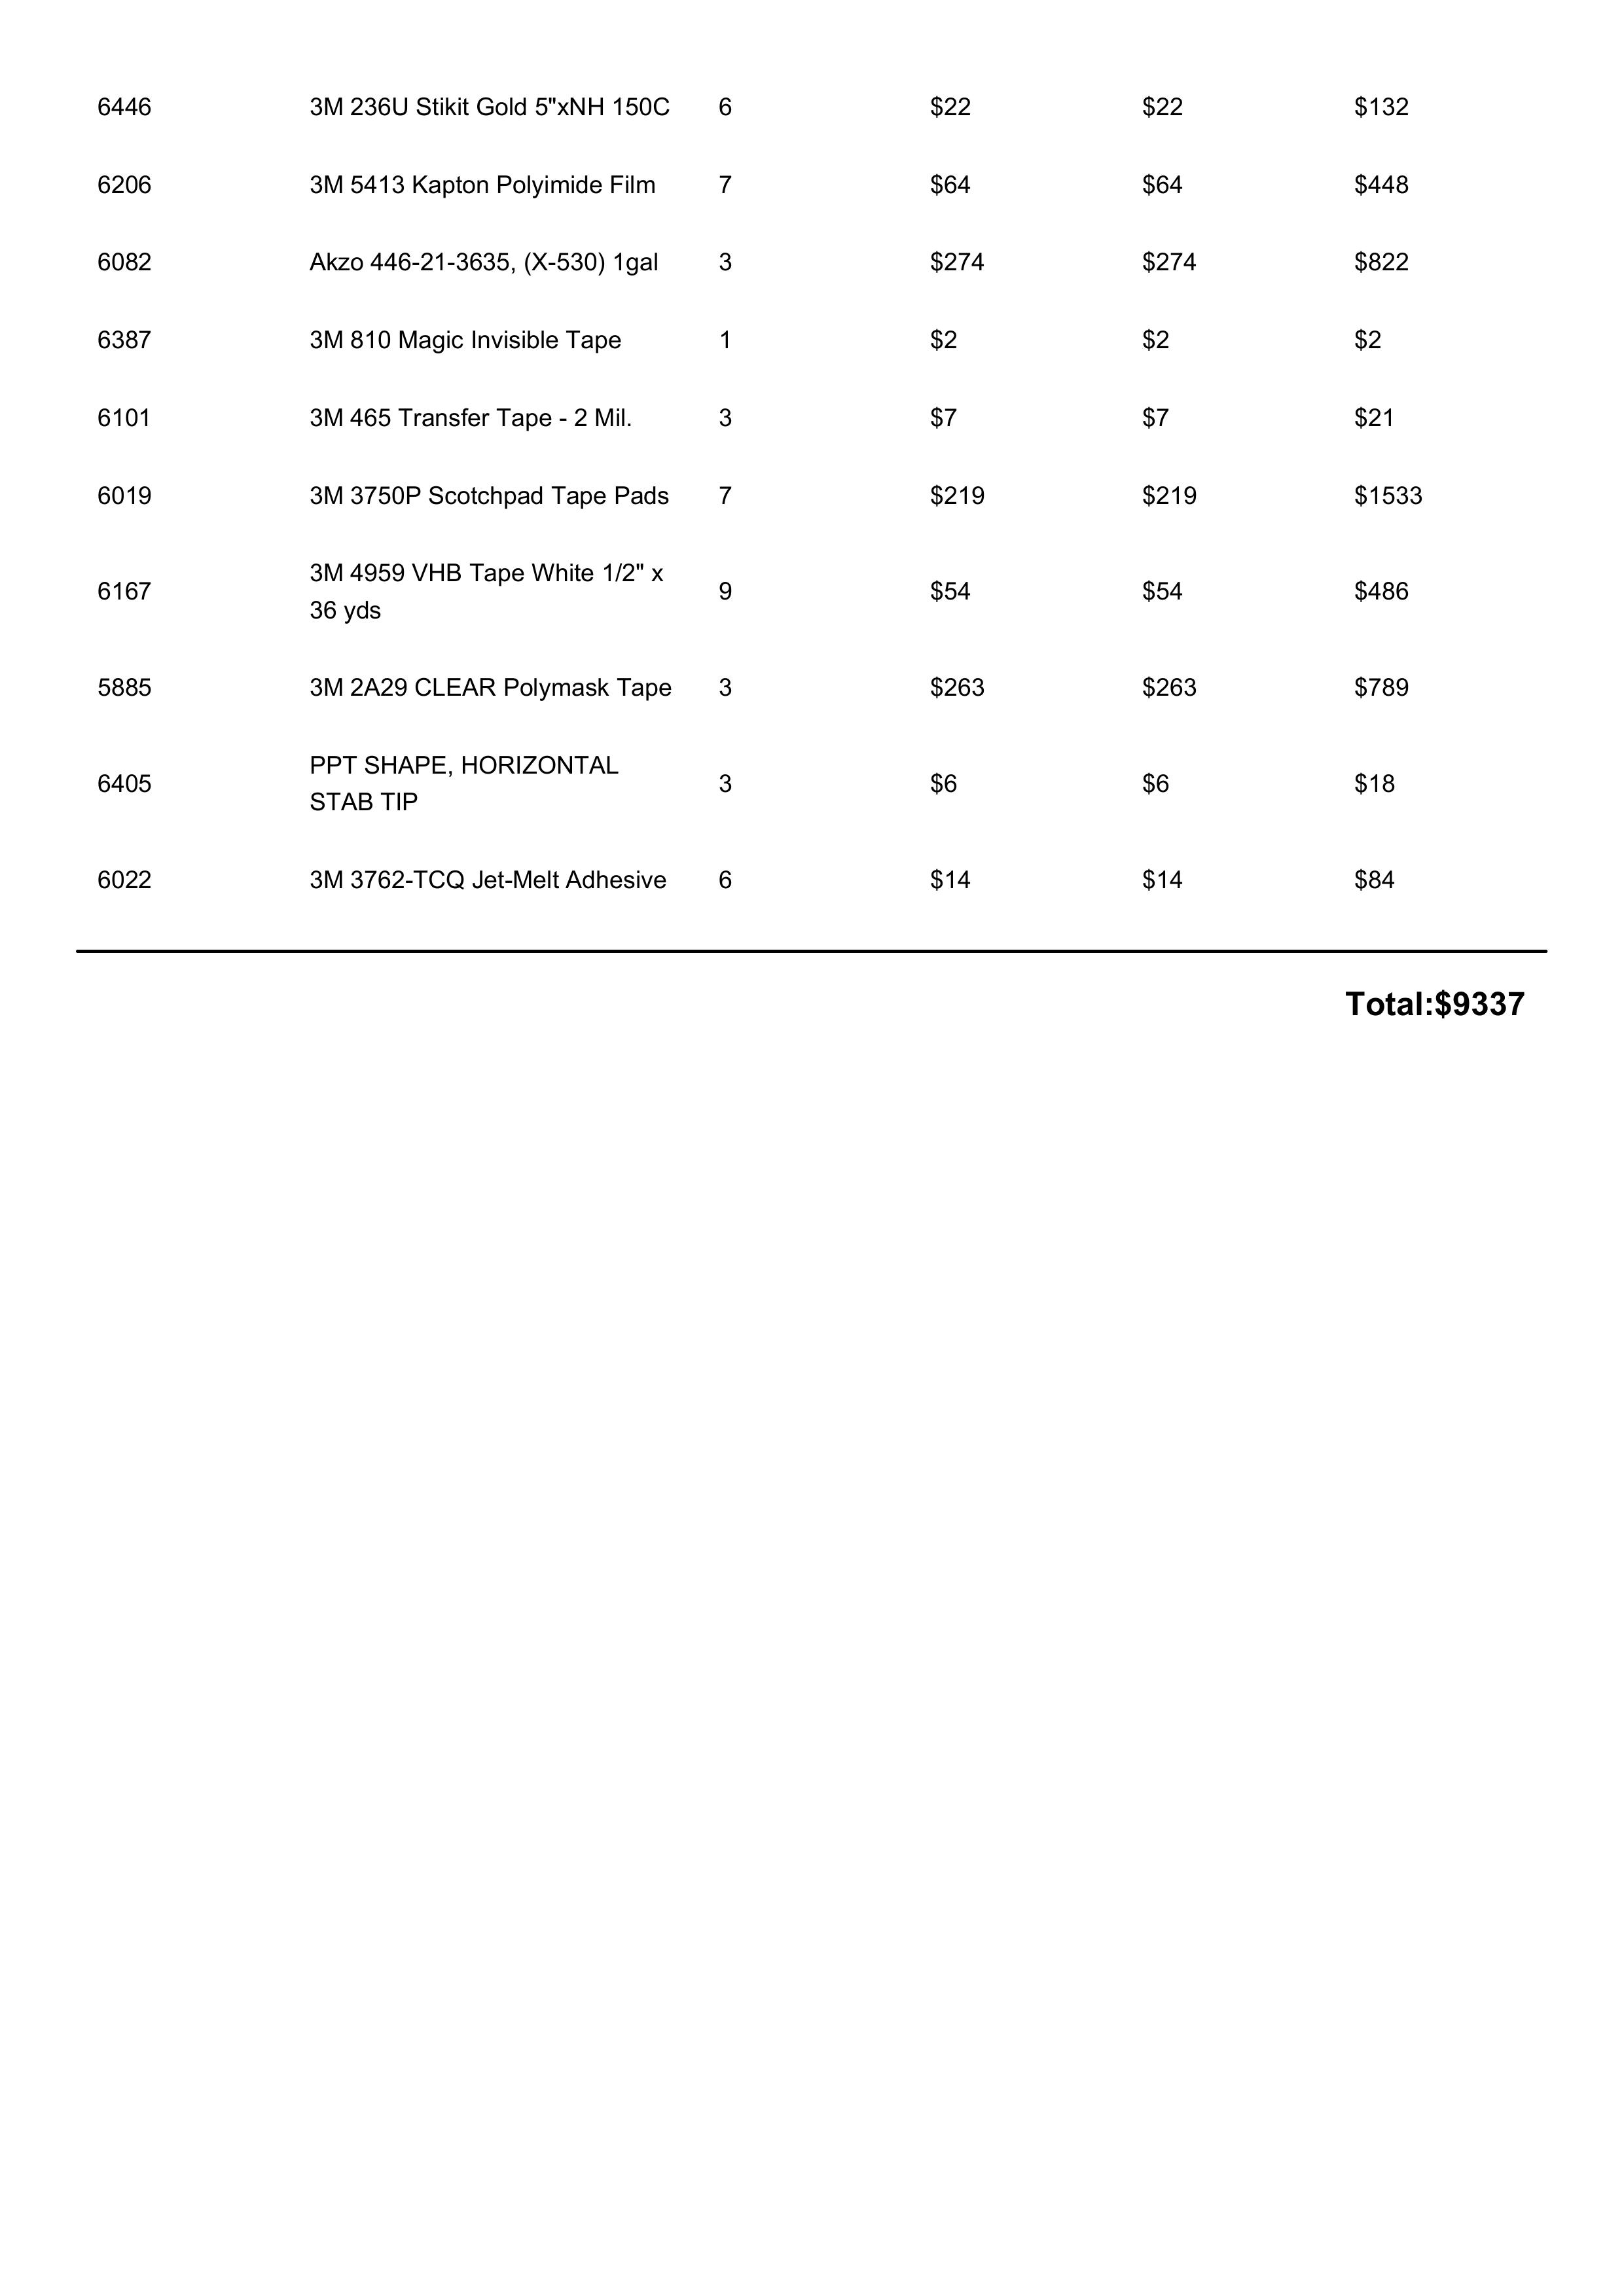 6446 3M 236U Stikit Gold 5"xNH 150C 6 $22 $22 $132
6206 3M 5413 Kapton Polyimide Film 7 $64 $64 $448
6082 Akzo 446-21-3635, (X-530) 1gal 3 $274 $274 $822
6387 3M 810 Magic Invisible Tape 1 $2 $2 $2
6101 3M 465 Transfer Tape - 2 Mil. 3 $7 $7 $21
6019 3M 3750P Scotchpad Tape Pads 7 $219 $219 $1533
6167 3M 4959 VHB Tape White 1/2" x 9 $54 $54 $486
36 yds
5885 3M 2A29 CLEAR Polymask Tape 3 $263 $263 $789
6405 PPT SHAPE, HORIZONTAL 3 $6 $6 $18
STAB TIP
6022 3M 3762-TCQ Jet-Melt Adhesive 6 $14 $14 $84
Total:$9337